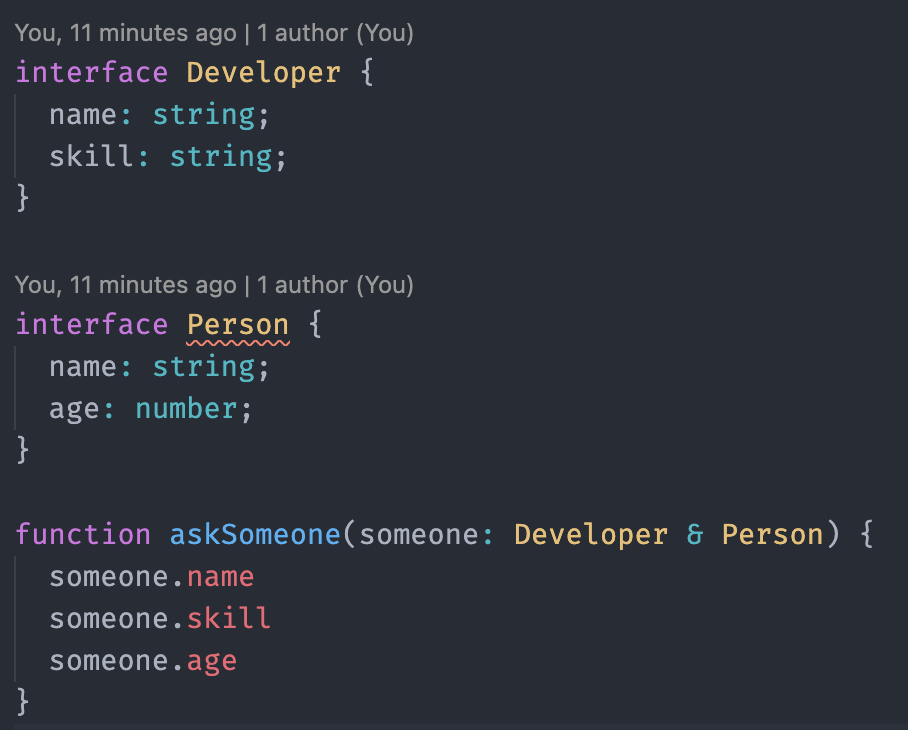 You, 11 minutes ago | 1 author (You)
interface Developer {
  name: string;
  skill: string;
}
You, 11 minutes ago | 1 author (You)
interface Person {
  name: string;
  age: number;
}
function askSomeone(someone: Developer & Person) {
  someone.name
  someone.skill
  someone.age
}